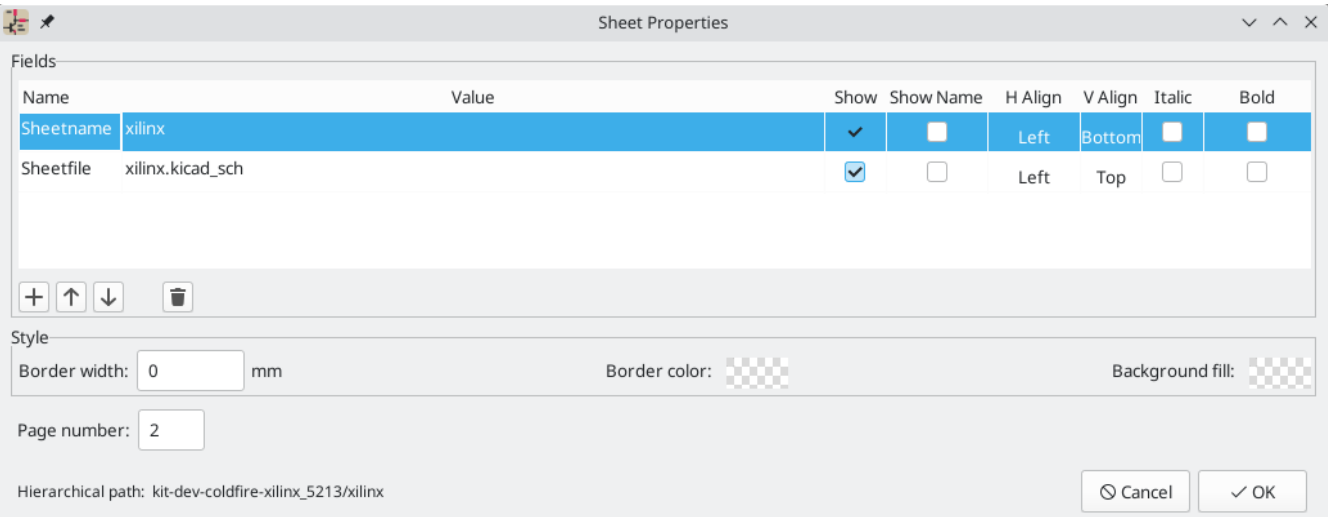 Sheet Properties
Fields
Name Value Show Show Name H Align V Align Italic Bold
Sheetname xilinx Left Bottom
Sheetfile xilinx.kicad_sch Left Top
Style
Border width: 0 mm Border color: Background fill:
Page number: 2
Hierarchical path: kit-dev-coldfire-xilinx_5213/xilinx Cancel OK